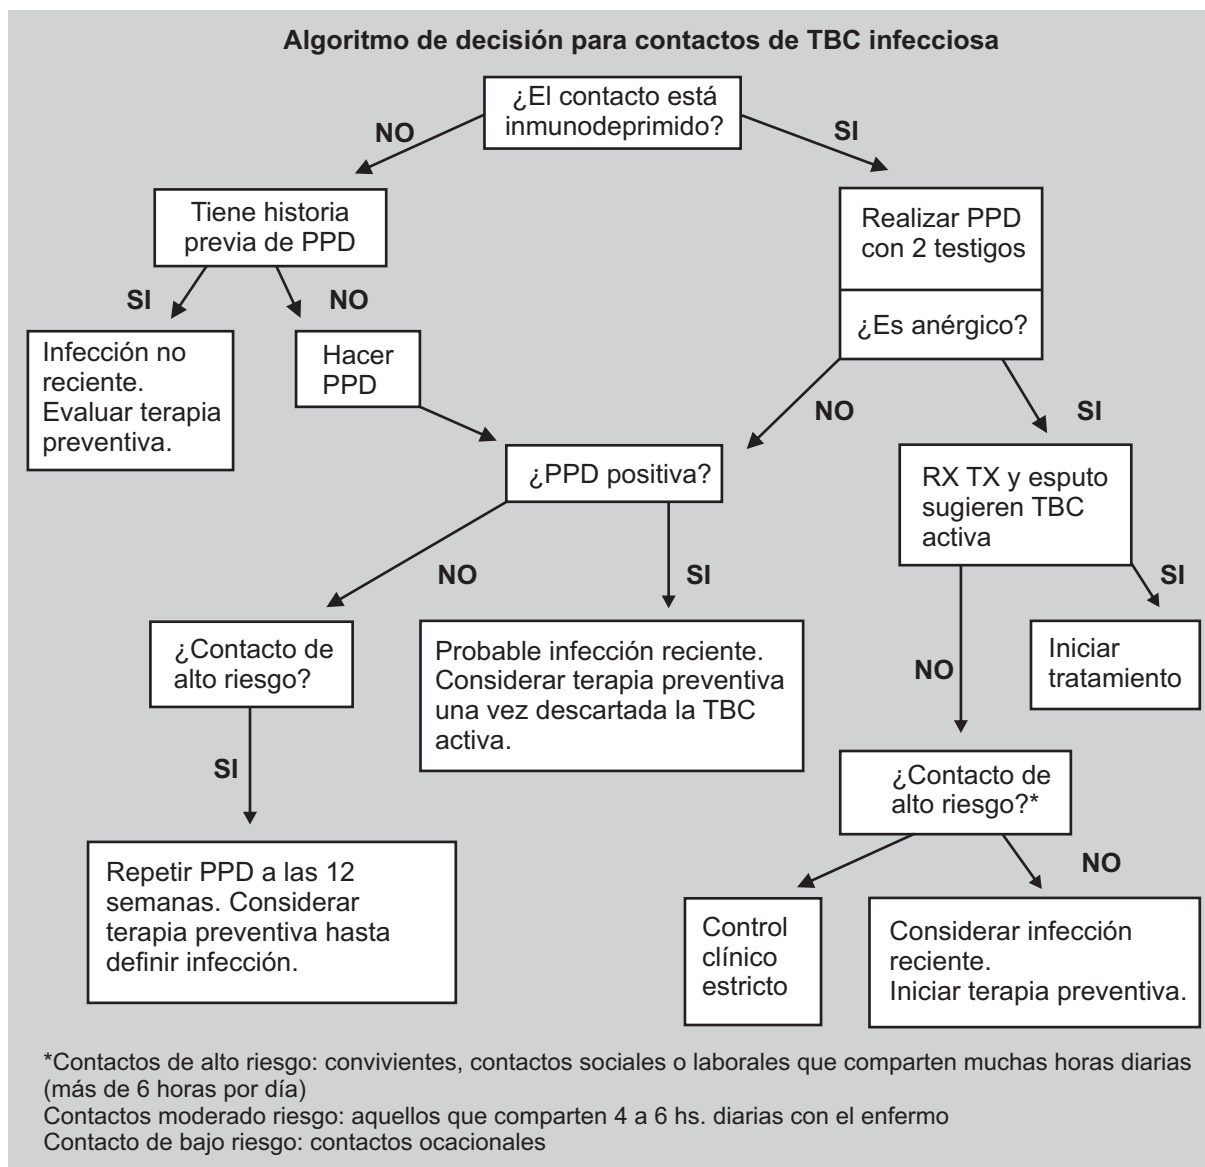 Algoritmo de decisión para contactos de TBC infecciosa
¿El contacto está
inmunodeprimido?
NO
SI
Tiene historia
previa de PPD
Realizar PPD
con 2 testigos
¿Es anérgico?
SI
NO
Infección no
reciente.
Evaluar terapia
preventiva.
Hacer
PPD
NO
SI
¿PPD positiva?
RX TX y esputo
sugieren TBC
activa
NO
SI
SI
NO
¿Contacto de
alto riesgo?
Probable infección reciente.
Considerar terapia preventiva
una vez descartada la TBC
activa.
Iniciar
tratamiento
SI
¿Contacto de
alto riesgo?*
NO
Repetir PPD a las 12
semanas. Considerar
terapia preventiva hasta
definir infección.
Control
clínico
estricto
Considerar infección
reciente.
Iniciar terapia preventiva.
*Contactos de alto riesgo: convivientes, contactos sociales o laborales que comparten muchas horas diarias
(más de 6 horas por día)
Contactos moderado riesgo: aquellos que comparten 4 a 6 hs. diarias con el enfermo
Contacto de bajo riesgo: contactos ocacionales